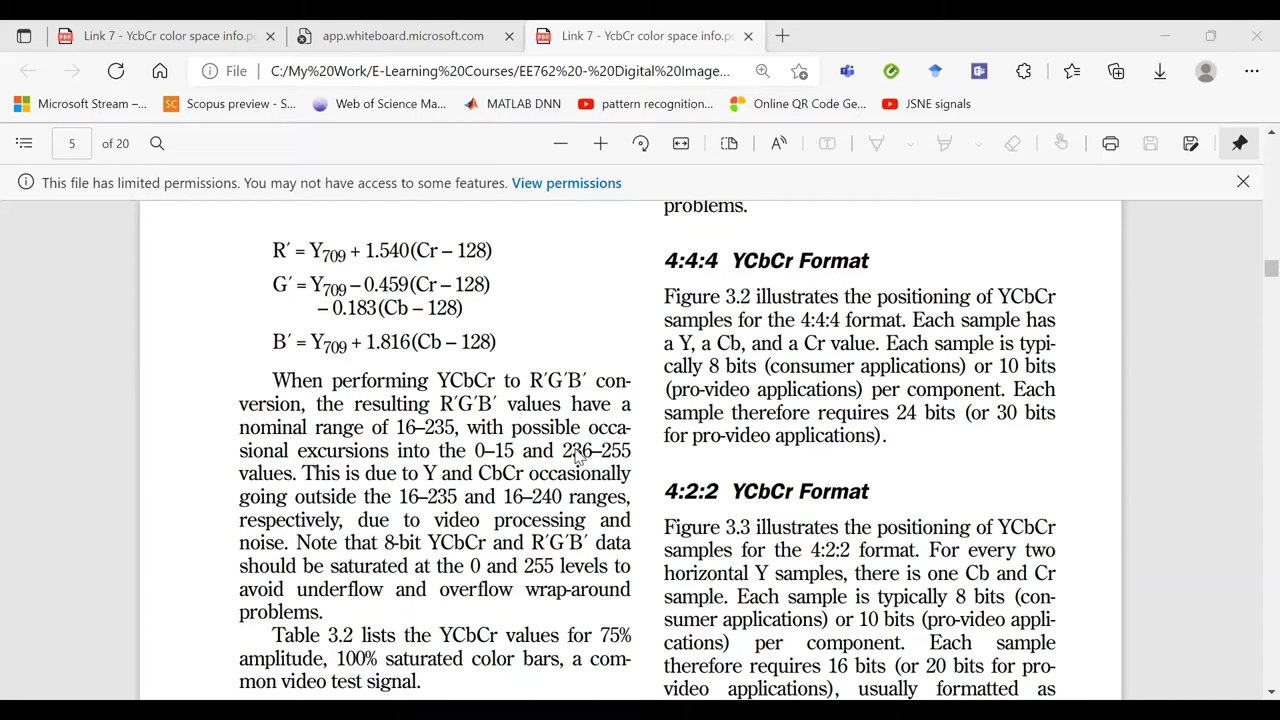 Link 7 - YcbCr color space info.p
app.whiteboard.microsoft.com
Link 7 - YcbCr color space info.p
File
C:/My%20Work/E-Learning%20Courses/EE762%20-%20Digital%20Image...
Microsoft Stream –...
Scopus preview - S...
Web of Science Ma...
MATLAB DNN
pattern recognition...
Online QR Code Ge...
JSNE signals
5 of 20
This file has limited permissions. You may not have access to some features. View permissions
R′ = Y709 + 1.540(Cr – 128)
G′ = Y709 – 0.459(Cr – 128)
– 0.183(Cb – 128)
B′ = Y709 + 1.816(Cb – 128)
When performing YCbCr to R′G′B′ con-
version, the resulting R′G′B′ values have a
nominal range of 16–235, with possible occa-
sional excursions into the 0–15 and 236–255
values. This is due to Y and CbCr occasionally
going outside the 16–235 and 16–240 ranges,
respectively, due to video processing and
noise. Note that 8-bit YCbCr and R′G′B′ data
should be saturated at the 0 and 255 levels to
avoid underflow and overflow wrap-around
problems.
Table 3.2 lists the YCbCr values for 75%
amplitude, 100% saturated color bars, a com-
mon video test signal.
problems.
4:4:4 YCbCr Format
Figure 3.2 illustrates the positioning of YCbCr
samples for the 4:4:4 format. Each sample has
a Y, a Cb, and a Cr value. Each sample is typi-
cally 8 bits (consumer applications) or 10 bits
(pro-video applications) per component. Each
sample therefore requires 24 bits (or 30 bits
for pro-video applications).
4:2:2 YCbCr Format
Figure 3.3 illustrates the positioning of YCbCr
samples for the 4:2:2 format. For every two
horizontal Y samples, there is one Cb and Cr
sample. Each sample is typically 8 bits (con-
sumer applications) or 10 bits (pro-video appli-
cations) per component. Each sample
therefore requires 16 bits (or 20 bits for pro-
video applications), usually formatted as